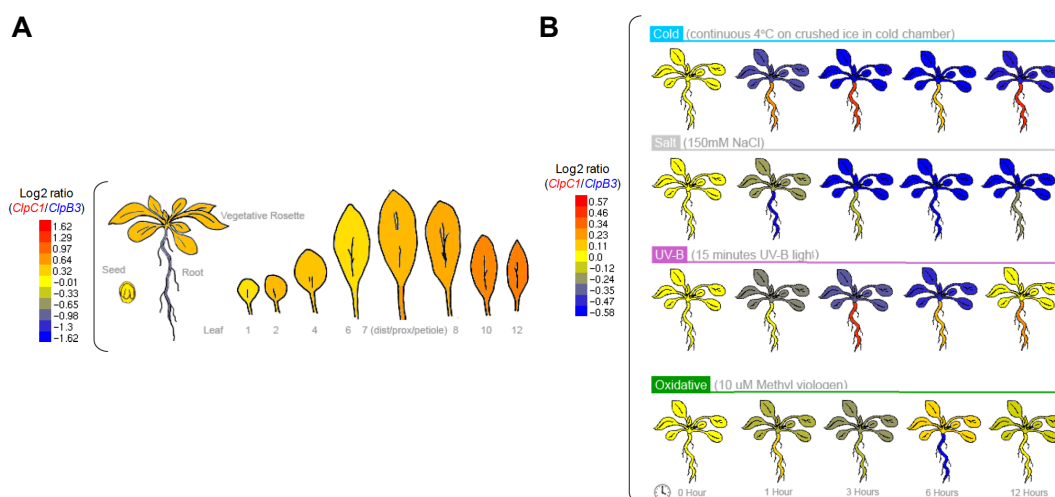 A
Log2 ratio
(ClpC1/ClpB3)
1.62
1.29
0.97
0.64
0.32
−0.01
−0.33
−0.65
−0.98
−1.3
−1.62
Seed
Vegetative Rosette
Root
Leaf 1 2 4 6 7 (dist/prox/petiole) 8 10 12
B
Log2 ratio
(ClpC1/ClpB3)
0.57
0.46
0.34
0.23
0.11
0.0
−0.12
−0.24
−0.35
−0.47
−0.58
Cold (continuous 4°C on crushed ice in cold chamber)
Salt (150mM NaCl)
UV-B (15 minutes UV-B light)
Oxidative (10 uM Methyl viologen)
0 Hour 1 Hour 3 Hours 6 Hours 12 Hours